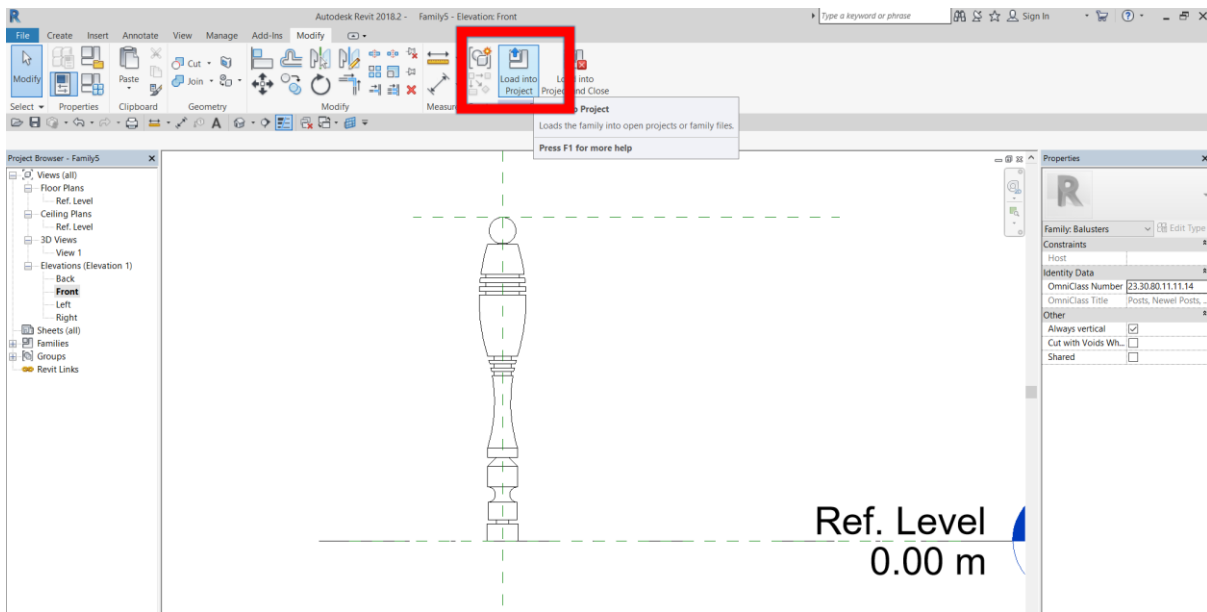 Autodesk Revit 2018.2 - Family5 - Elevation: Front
Type a keyword or phrase
Sign In
File Create Insert Annotate View Manage Add-Ins Modify
Modify
Paste
Cut
Join
Load into
Project
Load into
Project and Close
Select Properties Clipboard Geometry Modify Measure
Project
Loads the family into open projects or family files.
Press F1 for more help
Project Browser - Family5
Views (all)
Floor Plans
Ref. Level
Ceiling Plans
Ref. Level
3D Views
View 1
Elevations (Elevation 1)
Back
Front
Left
Right
Sheets (all)
Families
Groups
Revit Links
Ref. Level
0.00 m
Properties
R
Family: Balusters
Edit Type
Constraints
Host
Identity Data
OmniClass Number 23.30.80.11.11.14
OmniClass Title Posts, Newel Posts, ...
Other
Always vertical
Cut with Voids Wh...
Shared